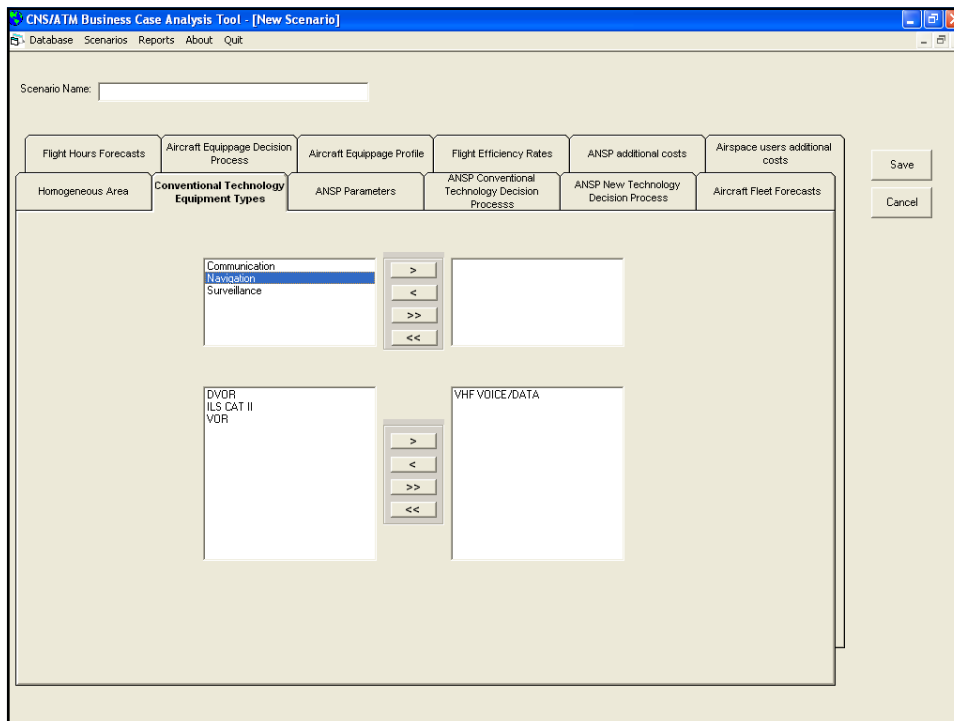 CNS/ATM Business Case Analysis Tool - [New Scenario]
Database Scenarios Reports About Quit
Scenario Name:
Flight Hours Forecasts
Aircraft Equippage Decision
Process
Aircraft Equippage Profile
Flight Efficiency Rates
ANSP additional costs
Airspace users additional
costs
Save
Homogeneous Area
Conventional Technology
Equipment Types
ANSP Parameters
ANSP Conventional
Technology Decision
Processs
ANSP New Technology
Decision Process
Aircraft Fleet Forecasts
Cancel
Communication
Navigation
Surveillance
>
<
>>
<<
DVOR
ILS CAT II
VOR
>
<
>>
<<
VHF VOICE/DATA